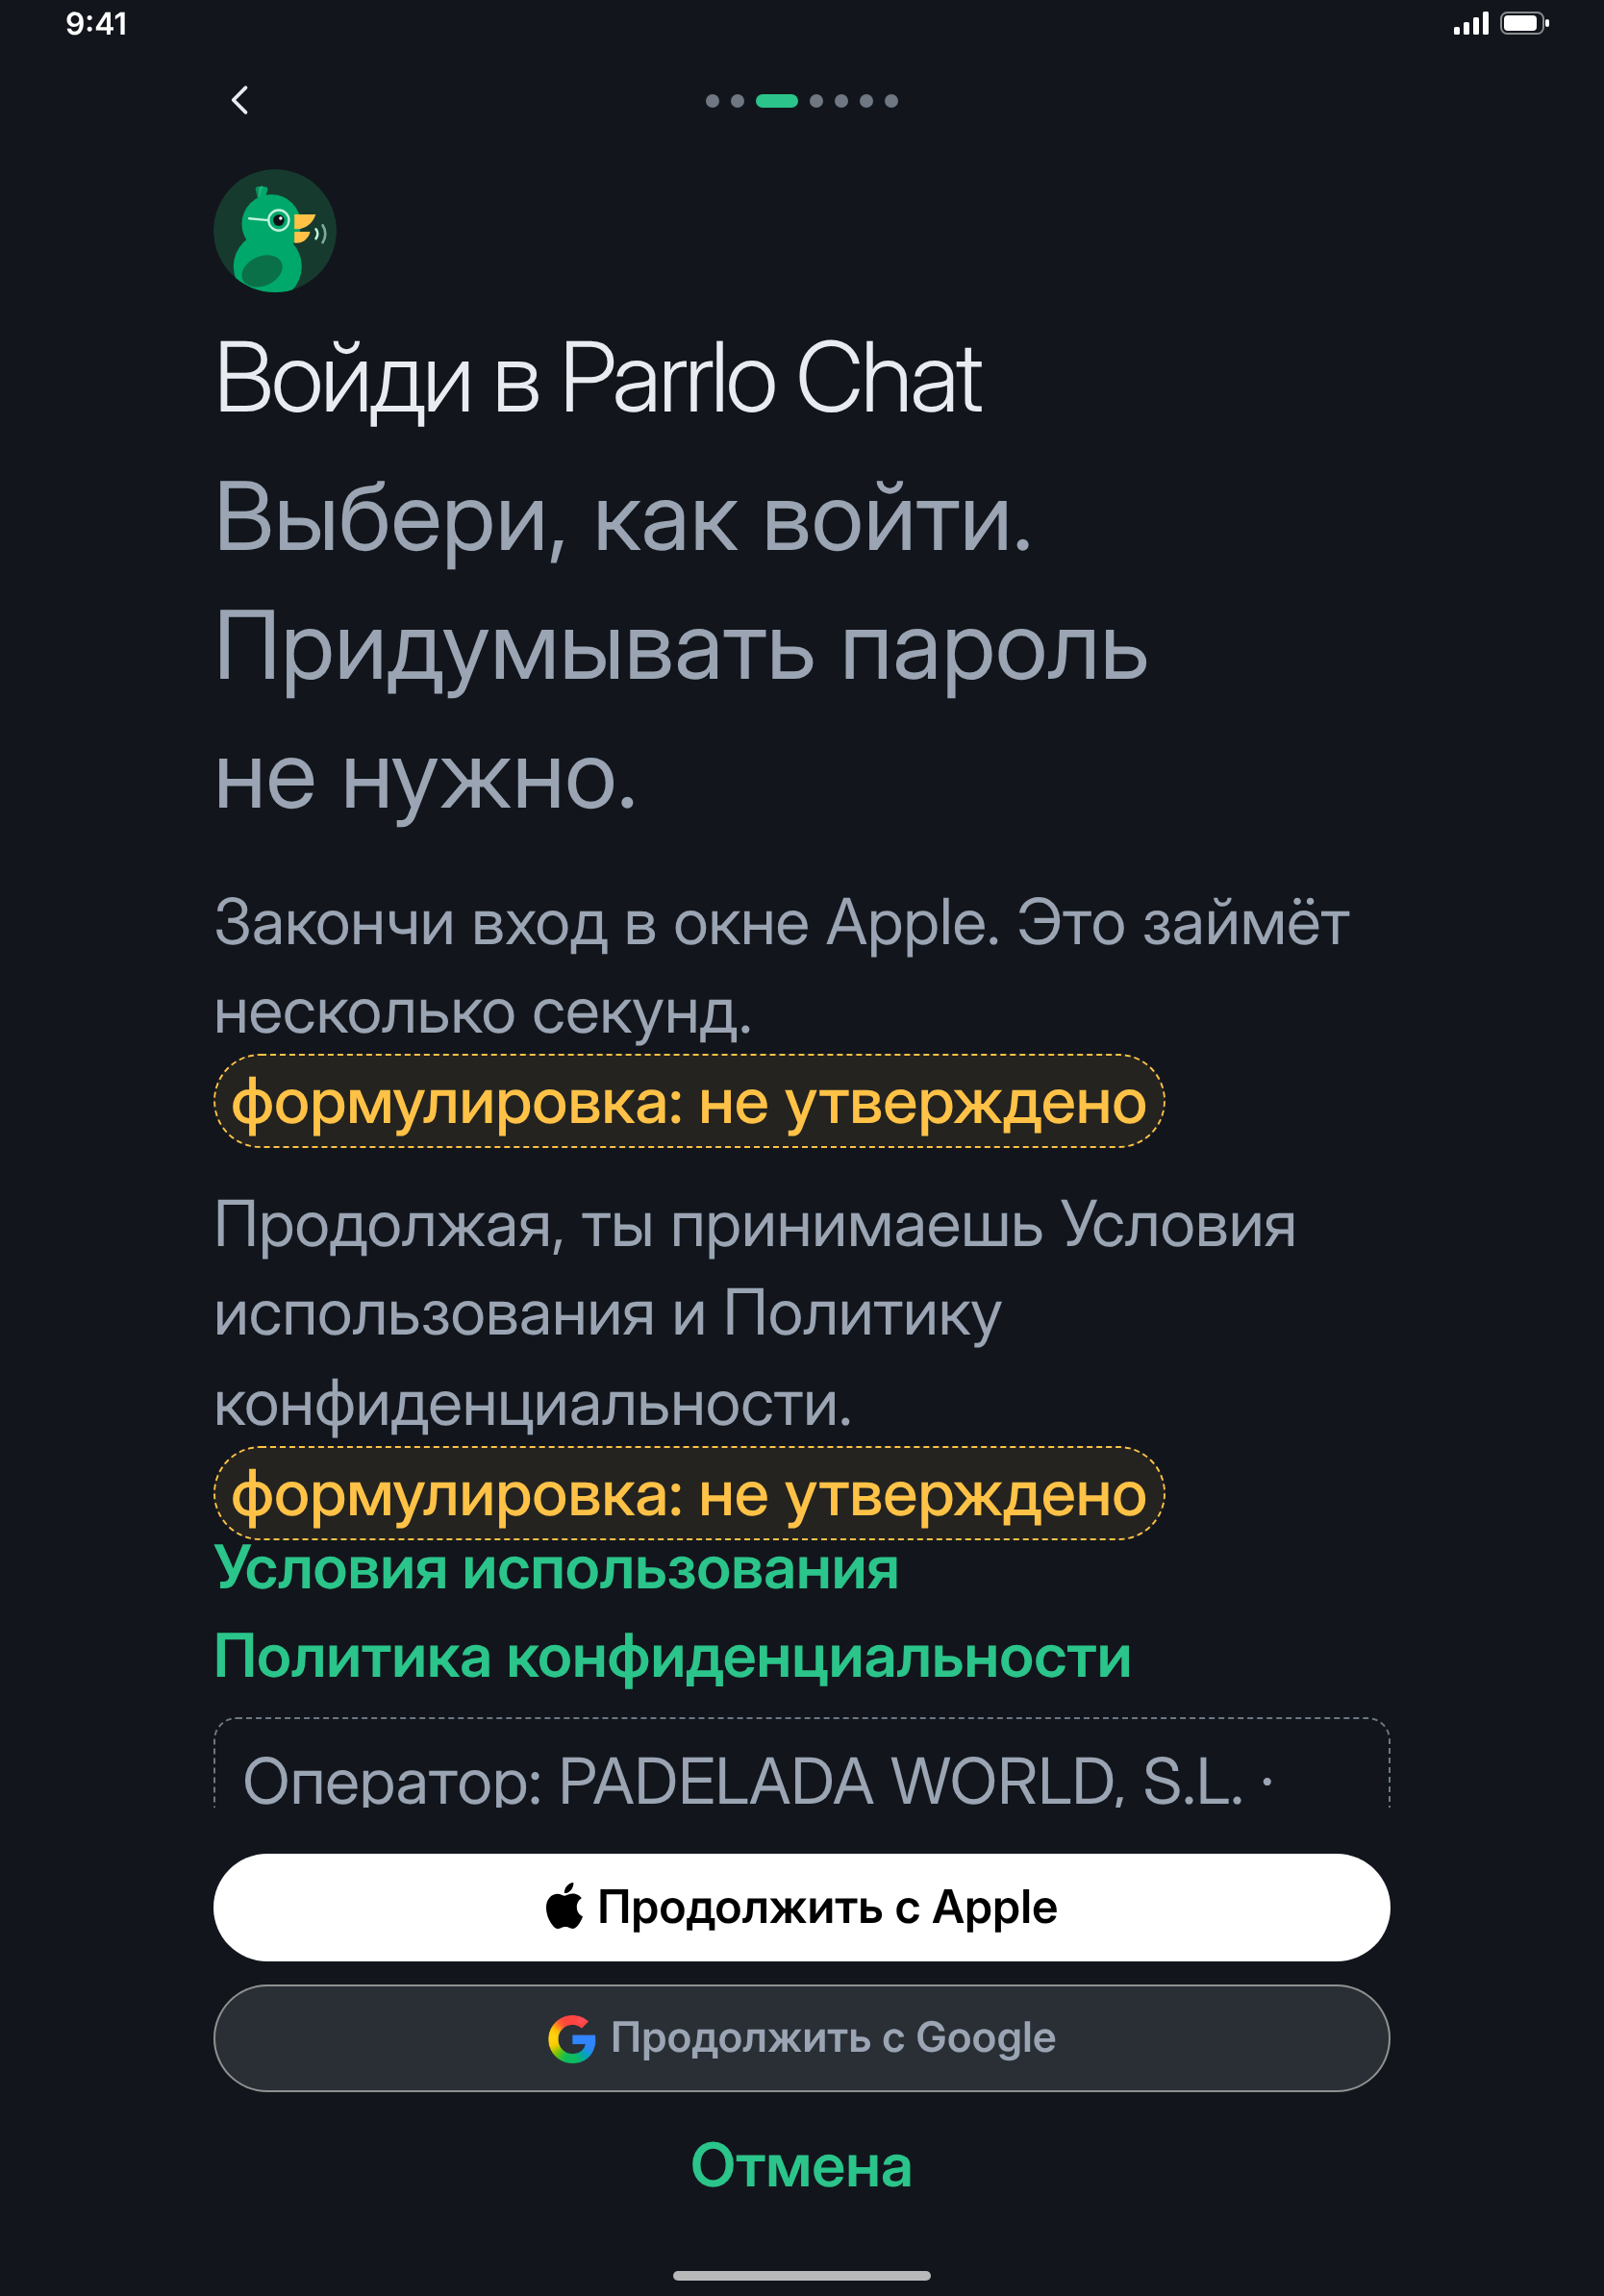 9:41
Войди в Parrlo Chat
Выбери, как войти.
Придумывать пароль
не нужно.
Закончи вход в окне Apple. Это займёт
несколько секунд.
формулировка: не утверждено
Продолжая, ты принимаешь Условия
использования и Политику
конфиденциальности.
формулировка: не утверждено
Условия использования
Политика конфиденциальности
Оператор: PADELADA WORLD, S.L. ·
Продолжить с Apple
Продолжить с Google
Отмена